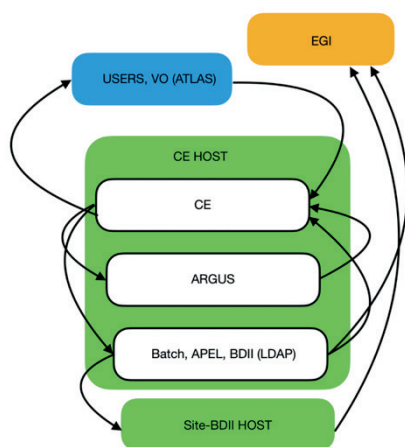 EGI
USERS, VO (ATLAS)
CE HOST
CE
ARGUS
Batch, APEL, BDII (LDAP)
Site-BDII HOST